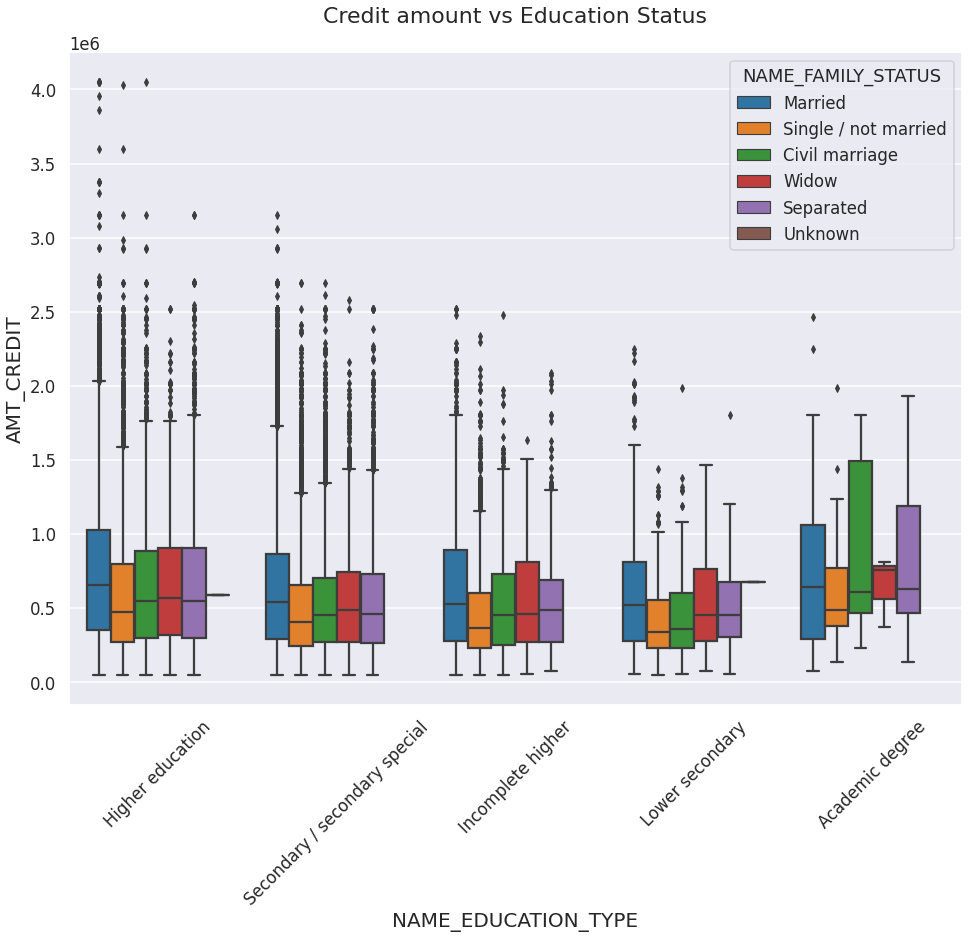 Credit amount vs Education Status
1e6
4.0
3.5
3.0
2.5
2.0
1.5
1.0
0.5
0.0
AMT_CREDIT
NAME_FAMILY_STATUS
Married
Single / not married
Civil marriage
Widow
Separated
Unknown
Higher education
Secondary / secondary special
Incomplete higher
Lower secondary
Academic degree
NAME_EDUCATION_TYPE